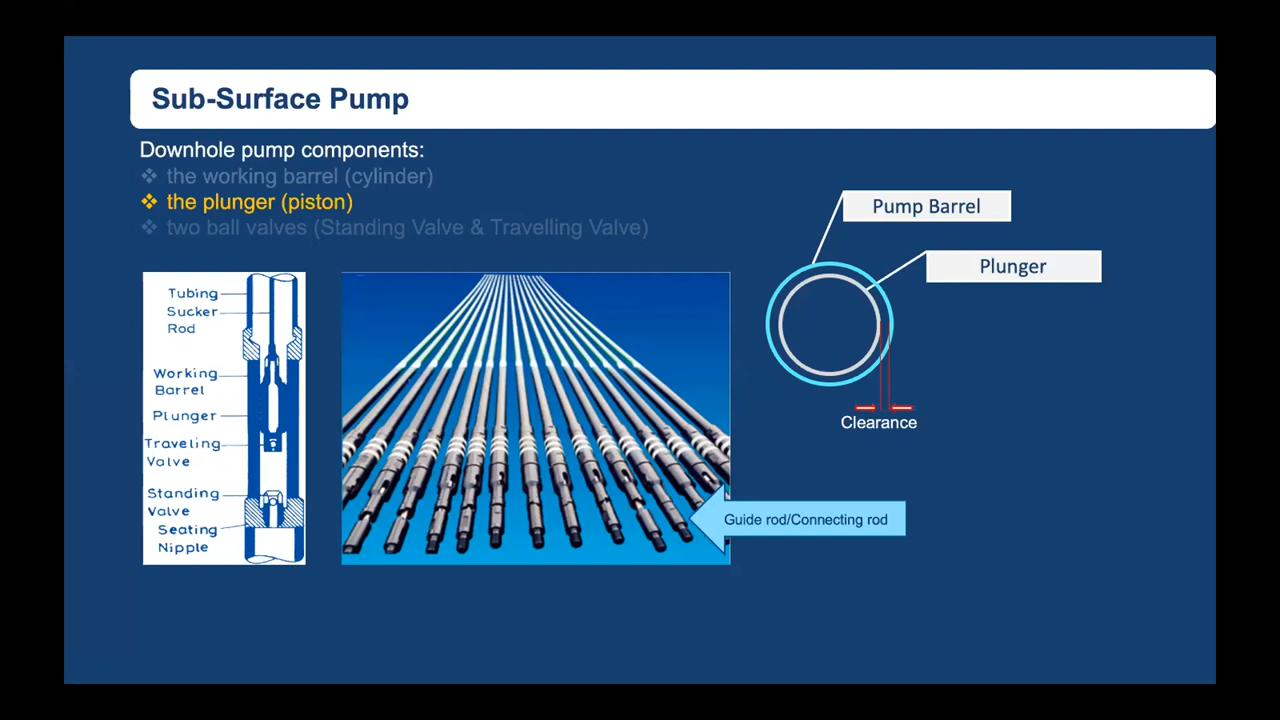 Sub-Surface Pump
Downhole pump components:
❖ the working barrel (cylinder)
❖ the plunger (piston)
❖ two ball valves (Standing Valve & Travelling Valve)
Tubing
Sucker
Rod
Working
Barrel
Plunger
Traveling
Valve
Standing
Valve
Seating
Nipple
Guide rod/Connecting rod
Pump Barrel
Plunger
Clearance